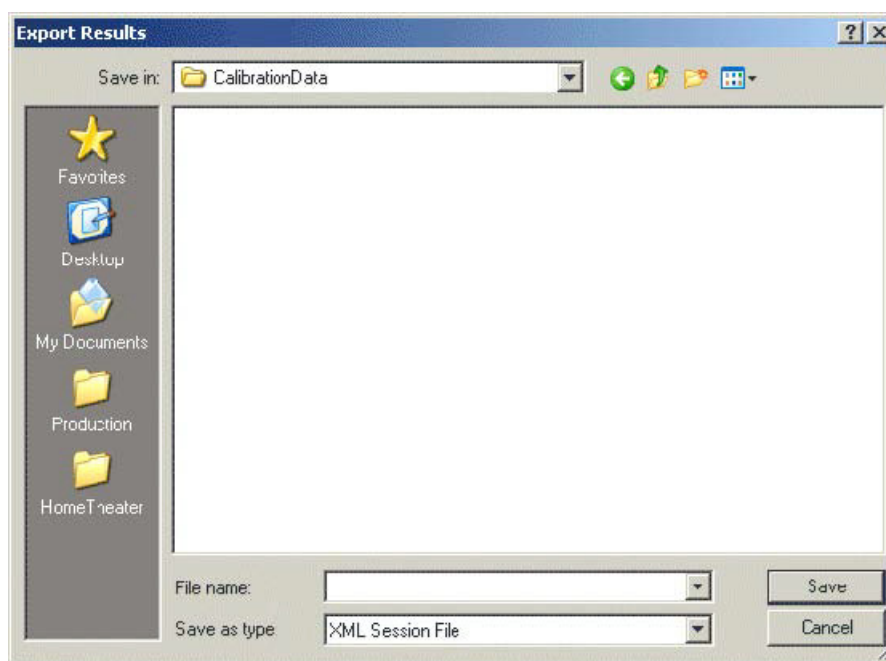 Export Results
Save in:
CalibrationData
Favorites
Desktop
My Documents
Production
HomeTheater
File name:
Save
Save as type
XML Session File
Cancel